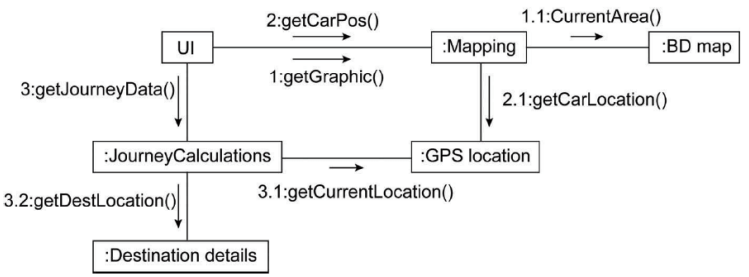 2:getCarPos()
1.1:CurrentArea()
UI
:Mapping
:BD map
1:getGraphic()
3:getJourneyData()
2.1:getCarLocation()
:JourneyCalculations
:GPS location
3.1:getCurrentLocation()
3.2:getDestLocation()
:Destination details